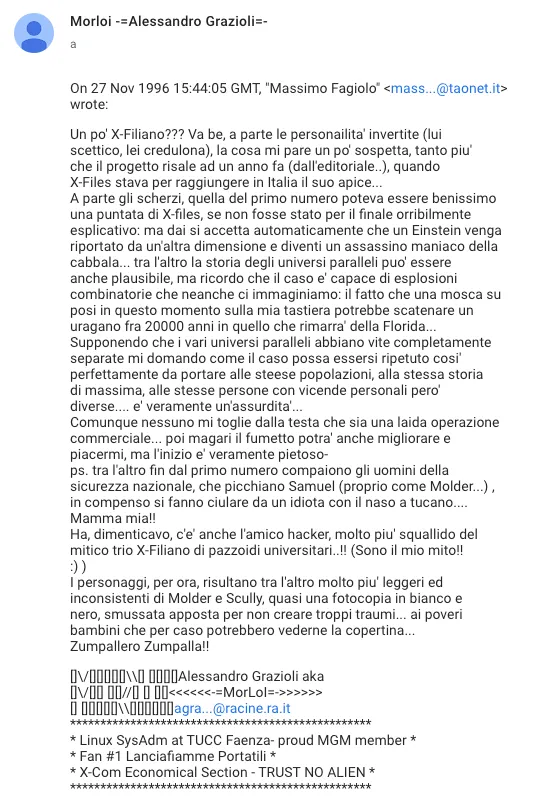 Morloi -=Alessandro Grazioli=-
a
On 27 Nov 1996 15:44:05 GMT, "Massimo Fagiolo" <mass...@taonet.it>
wrote:
Un po' X-Filiano??? Va be, a parte le personailita' invertite (lui
scettico, lei credulona), la cosa mi pare un po' sospetta, tanto piu'
che il progetto risale ad un anno fa (dall'editoriale..), quando
X-Files stava per raggiungere in Italia il suo apice...
A parte gli scherzi, quella del primo numero poteva essere benissimo
una puntata di X-files, se non fosse stato per il finale orribilmente
esplicativo: ma dai si accetta automaticamente che un Einstein venga
riportato da un'altra dimensione e diventi un assassino maniaco della
cabbala... tra l'altro la storia degli universi paralleli puo' essere
anche plausibile, ma ricordo che il caso e' capace di esplosioni
combinatorie che neanche ci immaginiamo: il fatto che una mosca su
posi in questo momento sulla mia tastiera potrebbe scatenare un
uragano fra 20000 anni in quello che rimarra' della Florida...
Supponendo che i vari universi paralleli abbiano vite completamente
separate mi domando come il caso possa essersi ripetuto cosi'
perfettamente da portare alle steese popolazioni, alla stessa storia
di massima, alle stesse persone con vicende personali pero'
diverse.... e' veramente un'assurdita'...
Comunque nessuno mi toglie dalla testa che sia una laida operazione
commerciale... poi magari il fumetto potra' anche migliorare e
piacermi, ma l'inizio e' veramente pietoso-
ps. tra l'altro fin dal primo numero compaiono gli uomini della
sicurezza nazionale, che picchiano Samuel (proprio come Molder...) ,
in compenso si fanno ciulare da un idiota con il naso a tucano....
Mamma mia!!
Ha, dimenticavo, c'e' anche l'amico hacker, molto piu' squallido del
mitico trio X-Filiano di pazzoidi universitari..!! (Sono il mio mito!!
:) )
I personaggi, per ora, risultano tra l'altro molto piu' leggeri ed
inconsistenti di Molder e Scully, quasi una fotocopia in bianco e
nero, smussata apposta per non creare troppi traumi... ai poveri
bambini che per caso potrebbero vederne la copertina...
Zumpallero Zumpalla!!
[]\/[][][][][]\\[] [][][][]Alessandro Grazioli aka
[]\/[][] [][]//[] [] [][]<<<<<<-=MorLoI=->>>>>>
[] [][][][][]\\[][][][][][]agra...@racine.ra.it
**************************************************
* Linux SysAdm at TUCC Faenza- proud MGM member *
* Fan #1 Lanciafiamme Portatili *
* X-Com Economical Section - TRUST NO ALIEN *
**************************************************